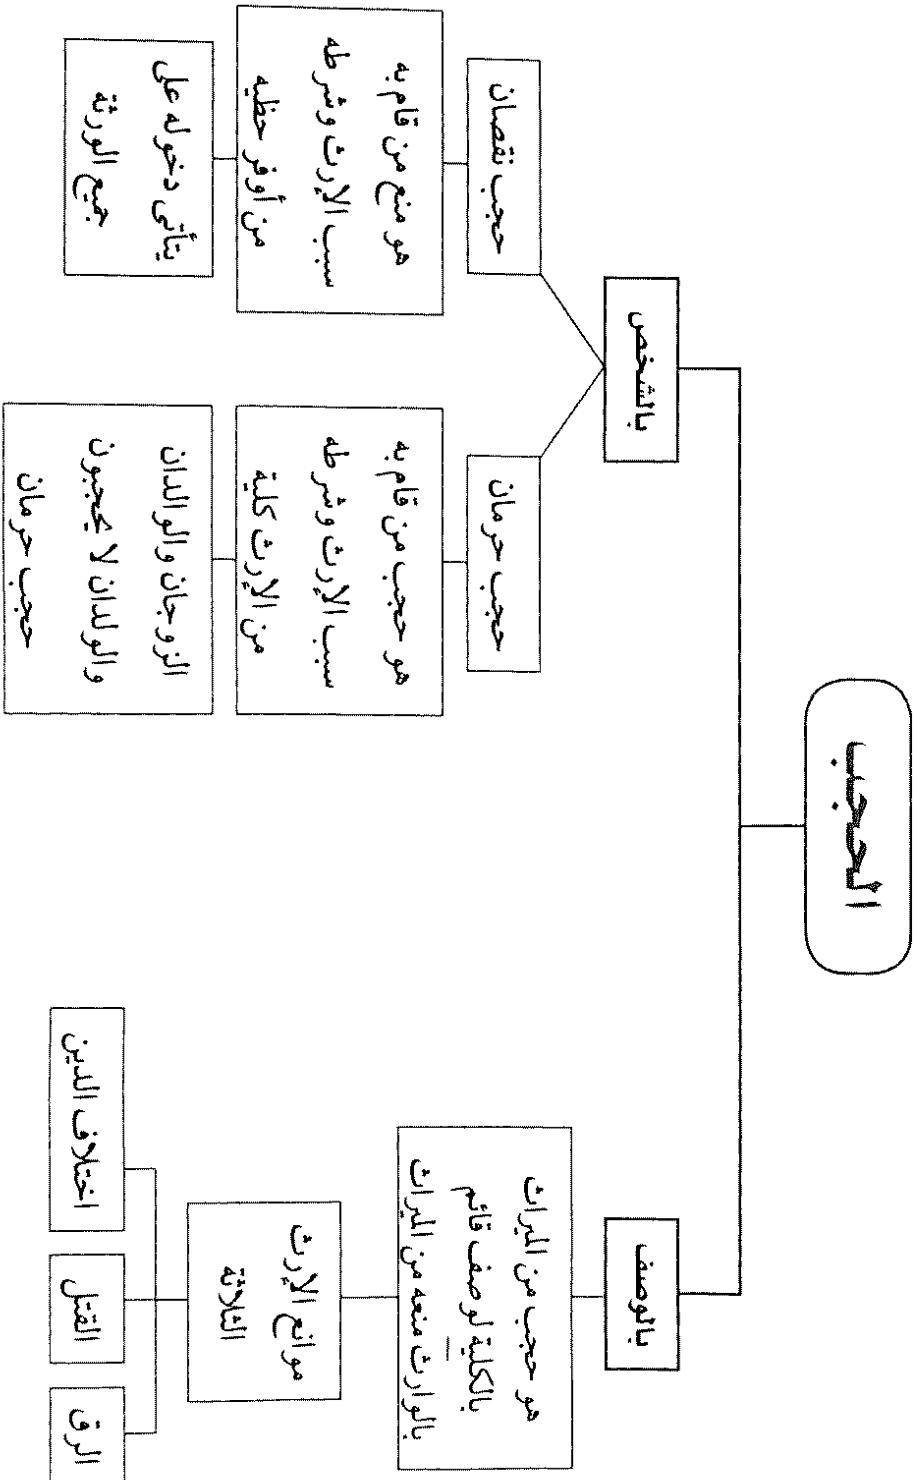 الحجب
بالوصف
هو حجب من الميراث
بالكلية لوصف قائم
بالوارث منعه من الميراث
موانع الإرث
الثلاثة
الرق
القتل
اختلاف الدين
بالشخص
حجب حرمان
هو حجب من قام به
سبب الإرث وشرطه
من الإرث كلية
الزوجان والوالدان
والولدان لا يحجبون
حجب حرمان
حجب نقصان
هو منع من قام به
سبب الإرث وشرطه
من أوفر حظيه
يتأتى دخوله على
جميع الورثة